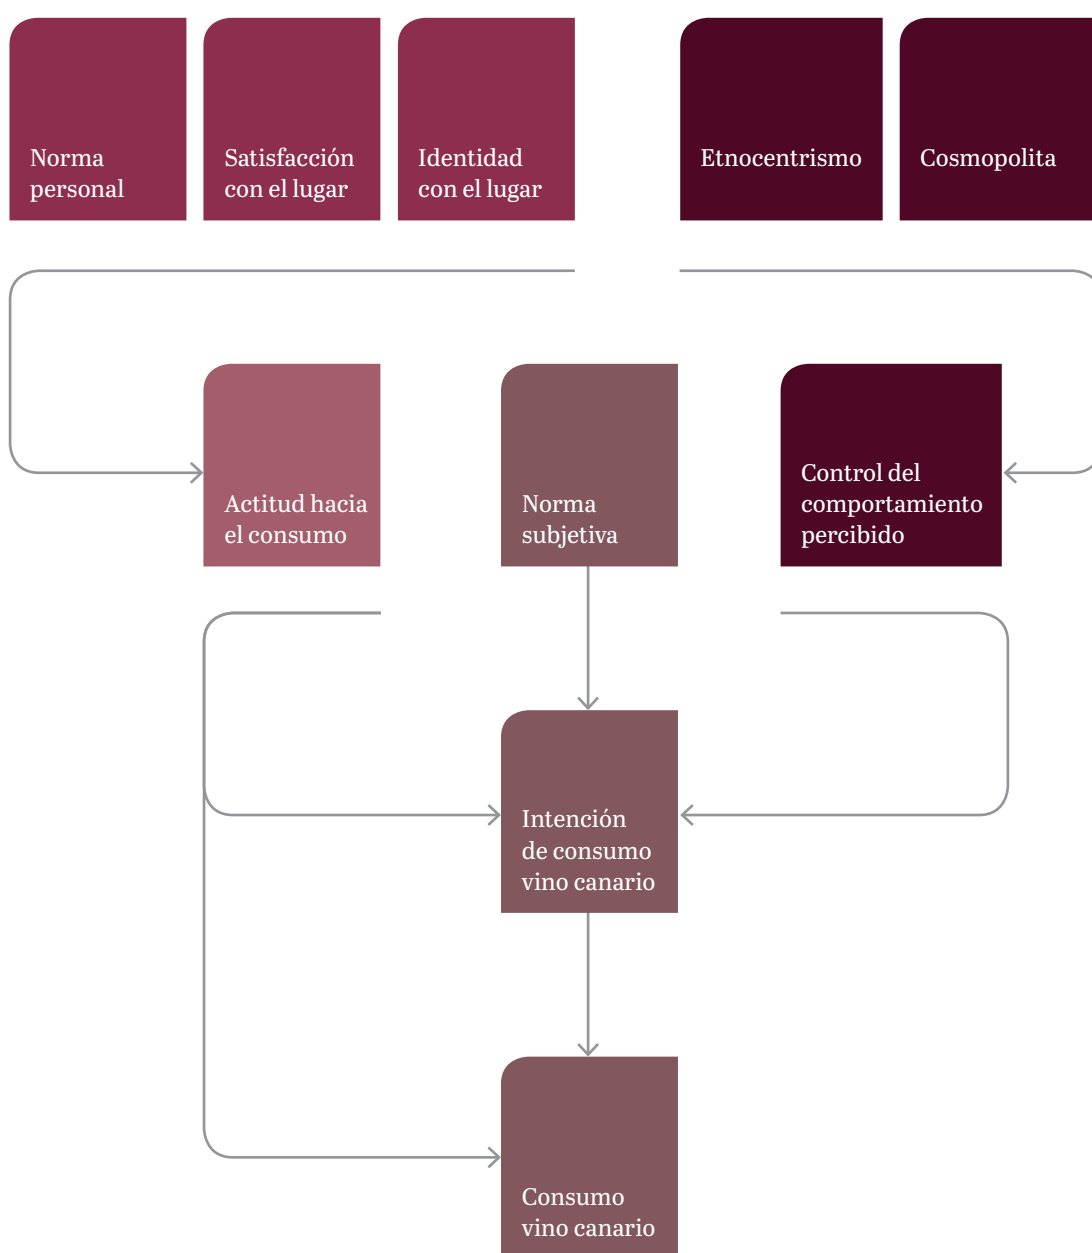 Norma
personal
Satisfacción
con el lugar
Identidad
con el lugar
Etnocentrismo
Cosmopolita
Actitud hacia
el consumo
Norma
subjetiva
Control del
comportamiento
percibido
Intención
de consumo
vino canario
Consumo
vino canario